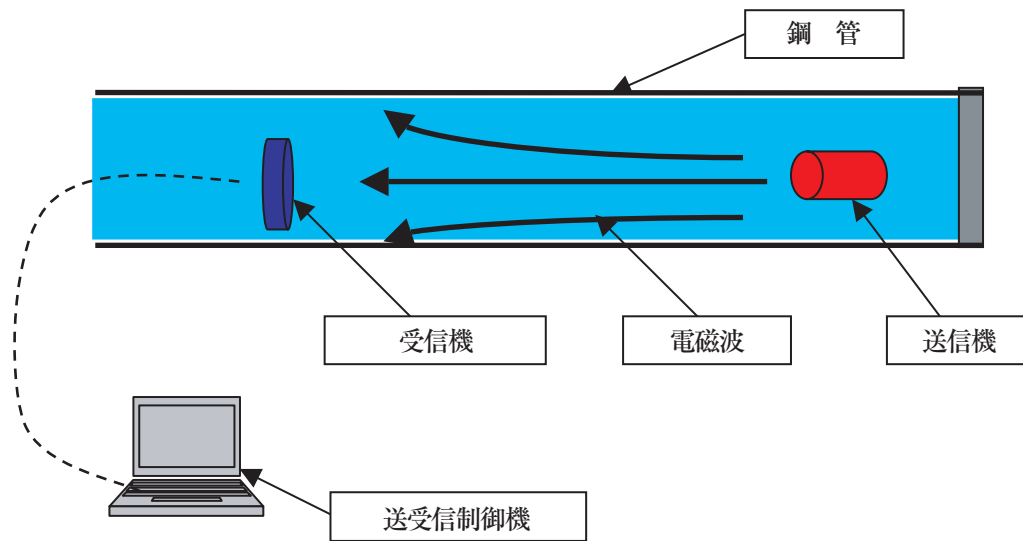 鋼　管
受信機
電磁波
送信機
送受信制御機